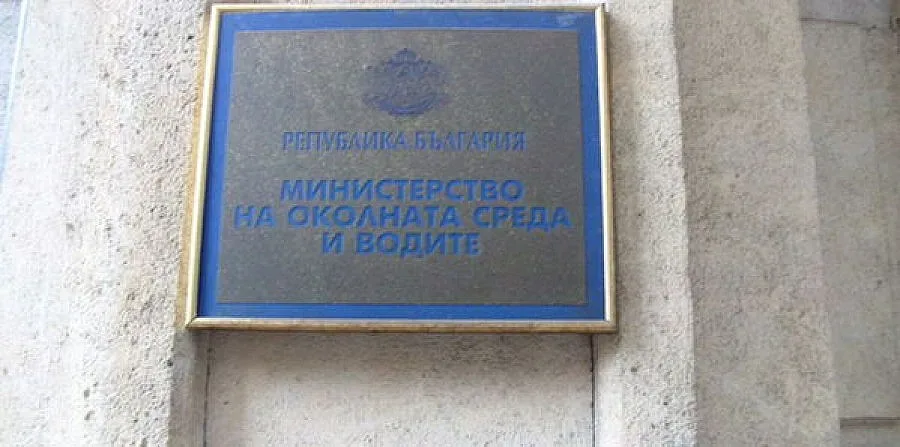 РЕПУБЛИКА БЪЛГАРИЯ
МИНИСТЕРСТВО
НА ОКОЛНАТА СРЕДА
И ВОДИТЕ